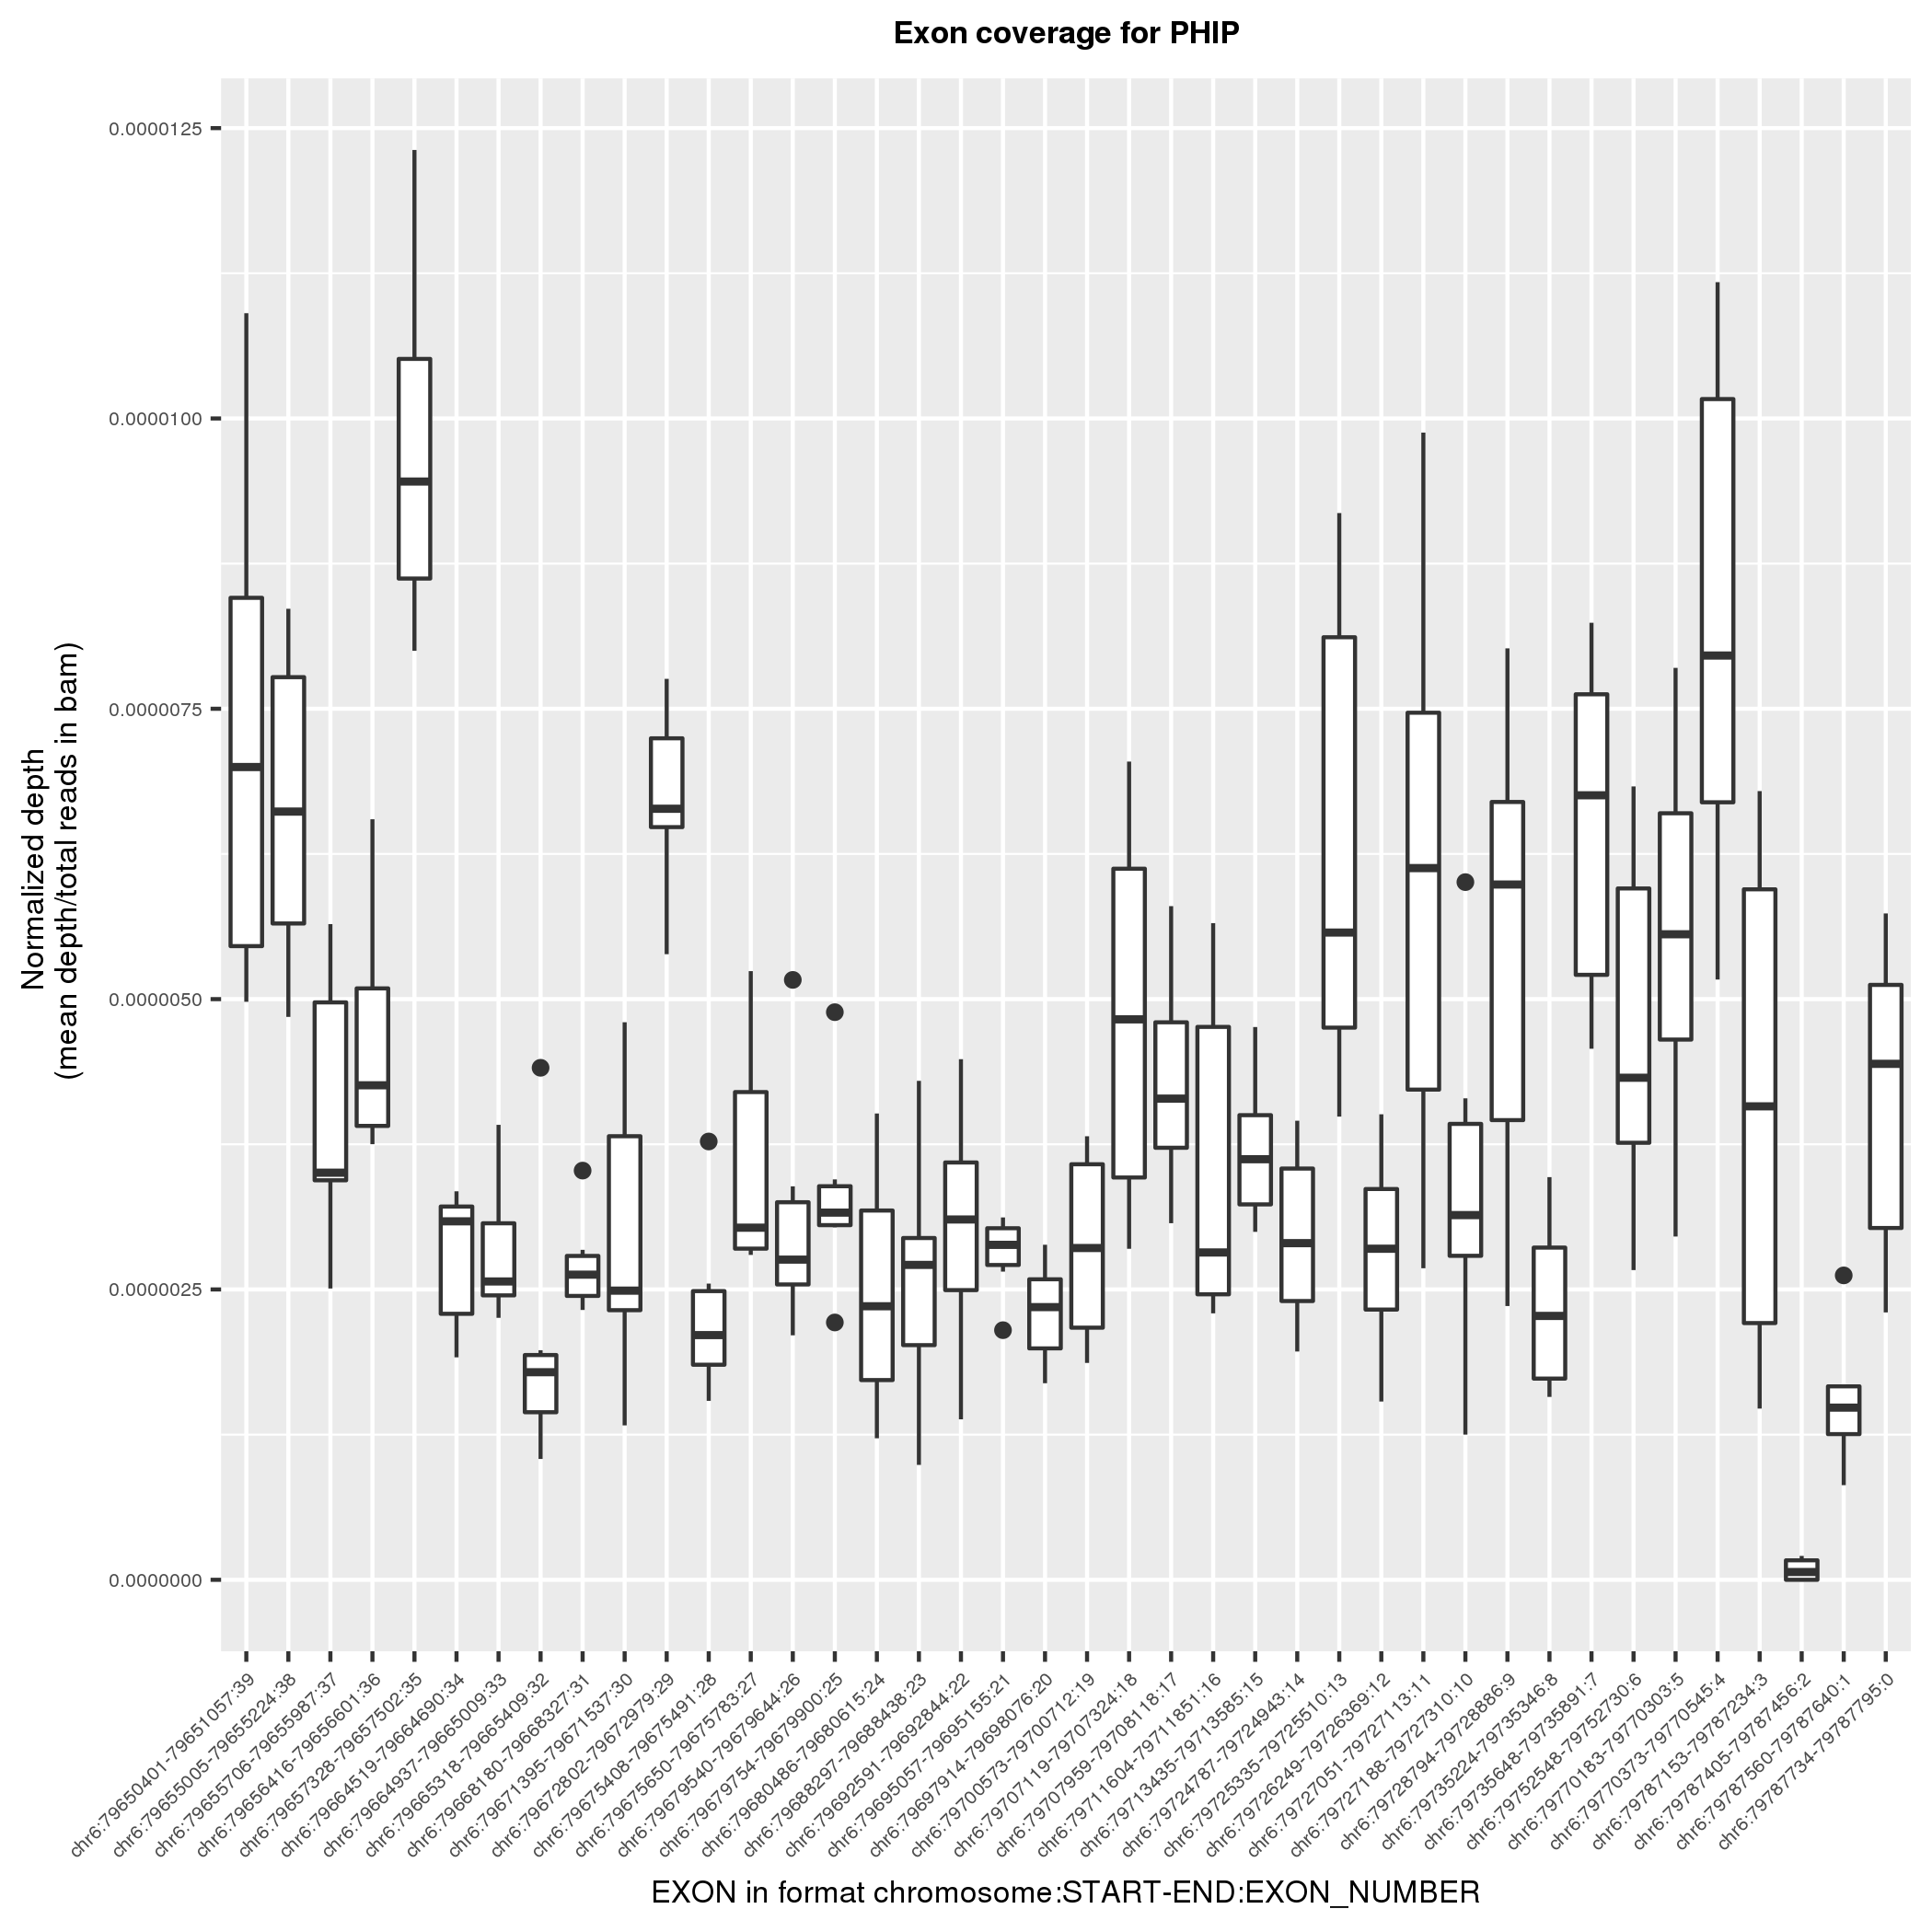 Exon coverage for PHIP
0.0000125
0.0000100
0.0000075
0.0000050
0.0000025
0.0000000
Normalized depth
(mean depth/total reads in bam)
chr6:79650401-79651057:39
chr6:79655005-79655224:38
chr6:79655706-79655987:37
chr6:79656416-79656601:36
chr6:79657328-79657502:35
chr6:79664519-79664690:34
chr6:79664937-79665009:33
chr6:79665318-79665409:32
chr6:79668180-79668327:31
chr6:79671395-79671537:30
chr6:79672802-79672979:29
chr6:79675408-79675491:28
chr6:79675650-79675783:27
chr6:79679540-79679644:26
chr6:79679754-79679900:25
chr6:79680486-79680615:24
chr6:79688297-79688438:23
chr6:79692591-79692844:22
chr6:79695057-79695155:21
chr6:79697914-79698076:20
chr6:79700573-79700712:19
chr6:79707119-79707324:18
chr6:79707959-79708118:17
chr6:79711604-79711851:16
chr6:79713435-79713585:15
chr6:79724787-79724943:14
chr6:79725335-79725510:13
chr6:79726249-79726369:12
chr6:79727051-79727113:11
chr6:79727188-79727310:10
chr6:79728794-79728886:9
chr6:79735224-79735346:8
chr6:79735648-79735891:7
chr6:79752548-79752730:6
chr6:79770183-79770303:5
chr6:79770373-79770545:4
chr6:79787153-79787234:3
chr6:79787405-79787456:2
chr6:79787560-79787640:1
chr6:79787734-79787795:0
EXON in format chromosome:START-END:EXON_NUMBER